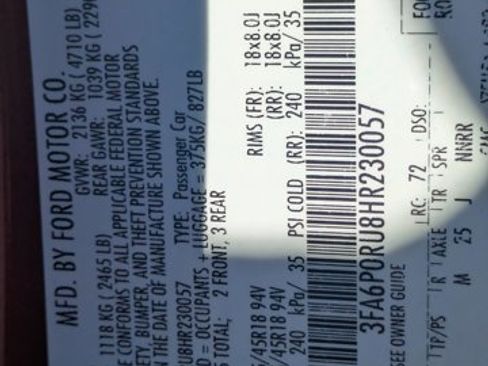 MFD. BY FORD MOTOR CO.
GVWR: 2136 KG ( 4710 LB)
1118 KG ( 2465 LB) REAR GAWR: 1039 KG (
E CONFORMS TO ALL APPLICABLE FEDERAL MOTOR
ETY, BUMPER, AND THEFT PREVENTION STANDARDS
N THE DATE OF MANUFACTURE SHOWN ABOVE.
U8HR230057 TYPE: Passenger Car
D = OCCUPANTS + LUGGAGE = 375KG/ 827LB
TOTAL; 2 FRONT, 3 REAR
/45R18 94V RIMS (FR): 18x8.0J
/45R18 94V (RR): 18x8.0J
240 kPa/ 35 PSI COLD (RR): 240 kPa/ 35
3FA6P0RU8HR230057
SEE OWNER GUIDE
RC: 72 DSO:
TP/PS R AXLE TR SPR
M 25 J NNRR